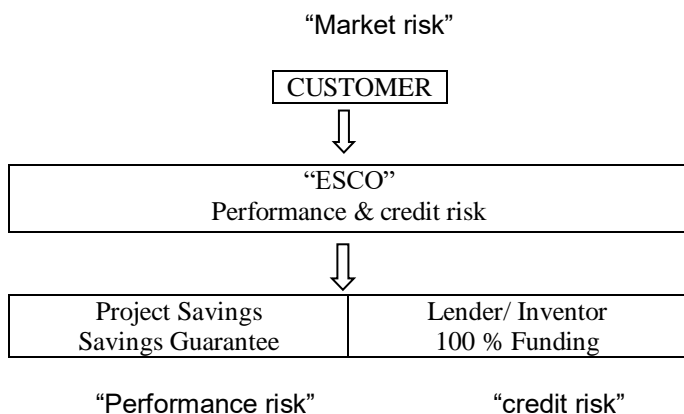 “Market risk”
CUSTOMER
“ESCO”
Performance & credit risk
Project Savings
Savings Guarantee
Lender/ Inventor
100 % Funding
“Performance risk”
“credit risk”